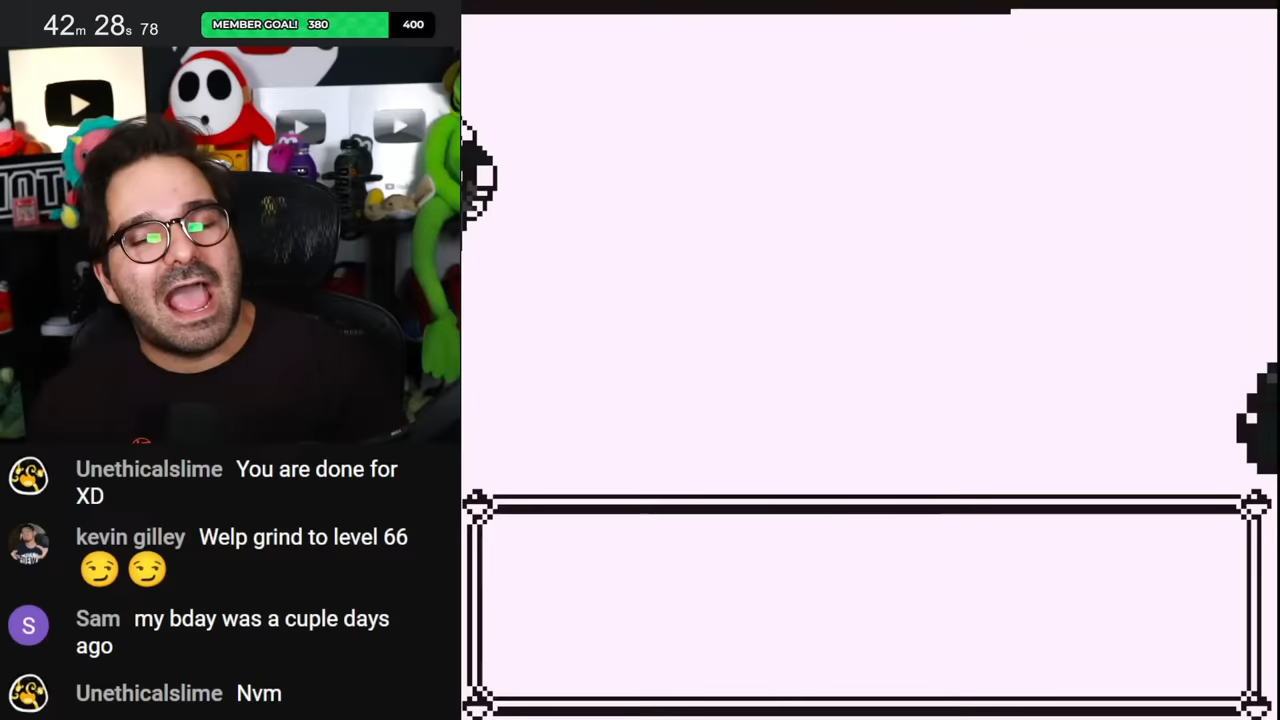 42m 28s 78
MEMBER GOAL! 380
400
Unethicalslime You are done for
XD
kevin gilley Welp grind to level 66
😏 😏
S
Sam my bday was a cuple days
ago
Unethicalslime Nvm